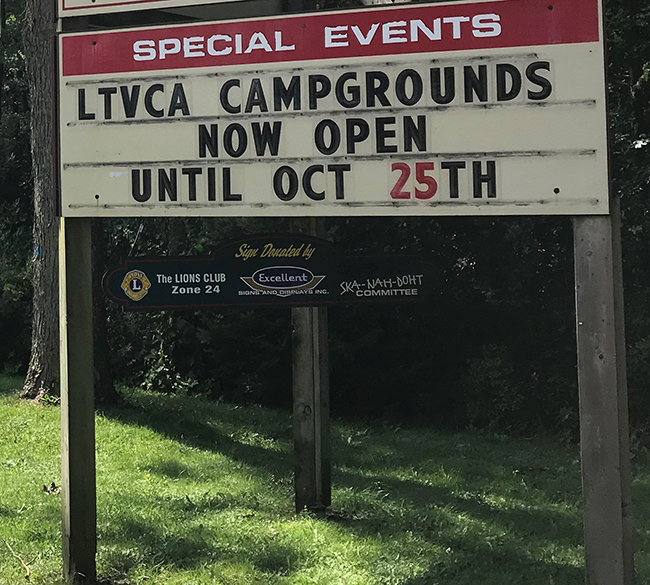 SPECIAL EVENTS
LTVCA CAMPGROUNDS
NOW OPEN
UNTIL OCT 25TH
Sign Donated by
The LIONS CLUB
Zone 24
Excellent
SIGNS AND DISPLAYS INC.
SKA-NAH-DOHT
COMMITTEE